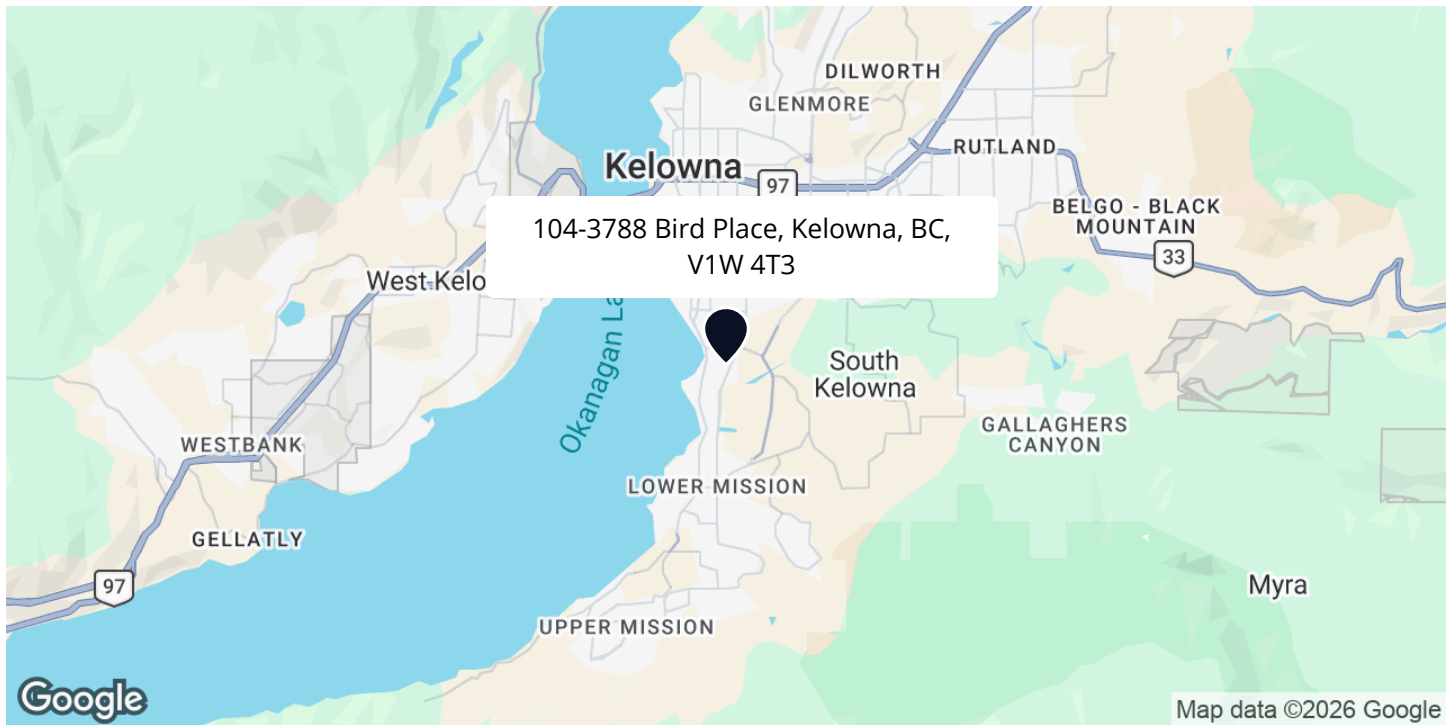 DILWORTH
GLENMORE
RUTLAND
Kelowna
97
BELGO - BLACK
MOUNTAIN
104-3788 Bird Place, Kelowna, BC,
V1W 4T3
33
West Kelo
Okanagan La
South
Kelowna
GALLAGHERS
CANYON
WESTBANK
LOWER MISSION
GELLATLY
97
Myra
UPPER MISSION
Google
Map data ©2026 Google